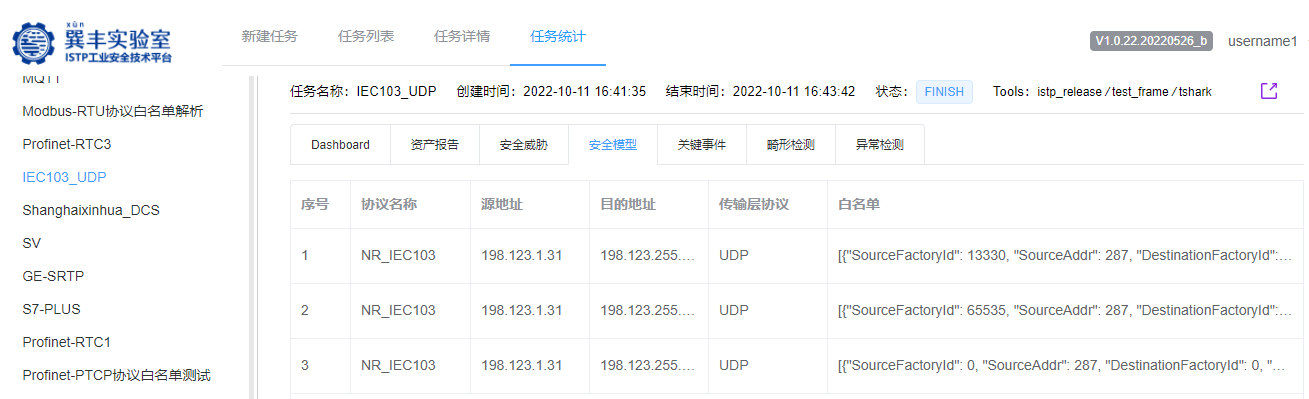 xùn
巽丰实验室
ISTP工业安全技术平台
新建任务 任务列表 任务详情 任务统计
V1.0.22.20220526_b username1
MQTT
Modbus-RTU协议白名单解析
Profinet-RTC3
IEC103_UDP
Shanghaixinhua_DCS
SV
GE-SRTP
S7-PLUS
Profinet-RTC1
Profinet-PTCP协议白名单测试
任务名称：IEC103_UDP 创建时间：2022-10-11 16:41:35 结束时间：2022-10-11 16:43:42 状态： FINISH Tools: istp_release / test_frame / tshark
Dashboard 资产报告 安全威胁 安全模型 关键事件 畸形检测 异常检测
序号 协议名称 源地址 目的地址 传输层协议 白名单
1 NR_IEC103 198.123.1.31 198.123.255.… UDP [{"SourceFactoryId": 13330, "SourceAddr": 287, "DestinationFactoryId":…
2 NR_IEC103 198.123.1.31 198.123.255.… UDP [{"SourceFactoryId": 65535, "SourceAddr": 287, "DestinationFactoryId":…
3 NR_IEC103 198.123.1.31 198.123.255.… UDP [{"SourceFactoryId": 0, "SourceAddr": 287, "DestinationFactoryId": 0, "…